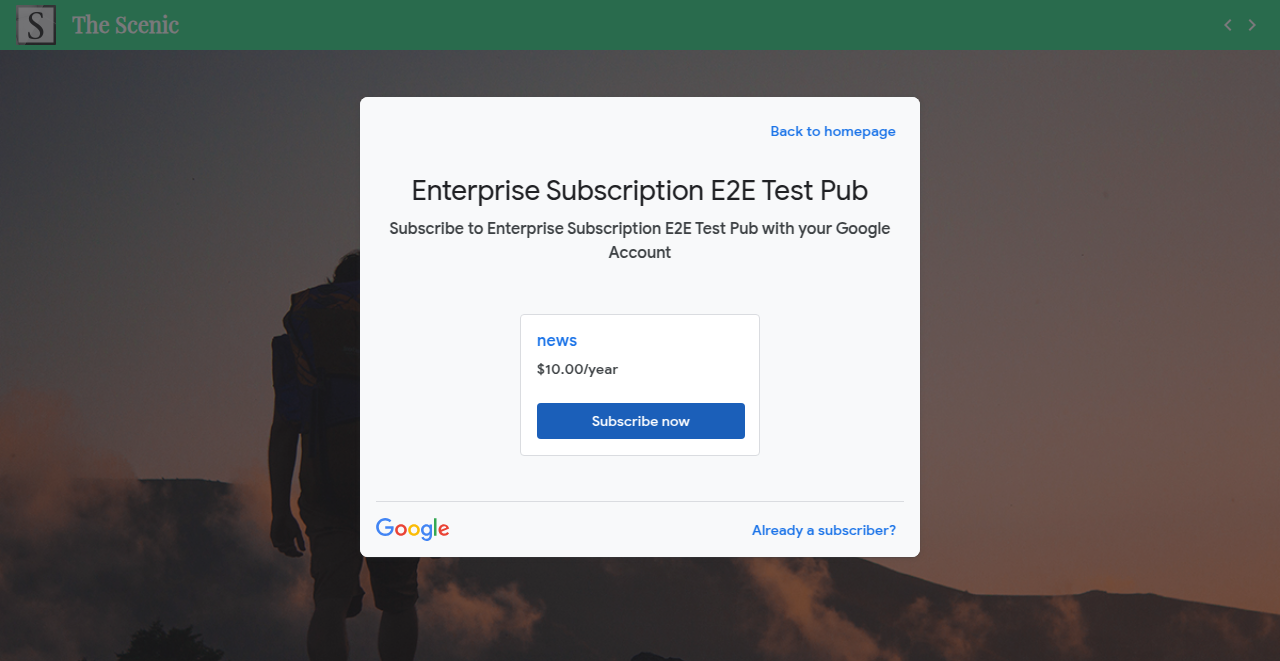 S The Scenic
Back to homepage
Enterprise Subscription E2E Test Pub
Subscribe to Enterprise Subscription E2E Test Pub with your Google
Account
news
$10.00/year
Subscribe now
Google
Already a subscriber?